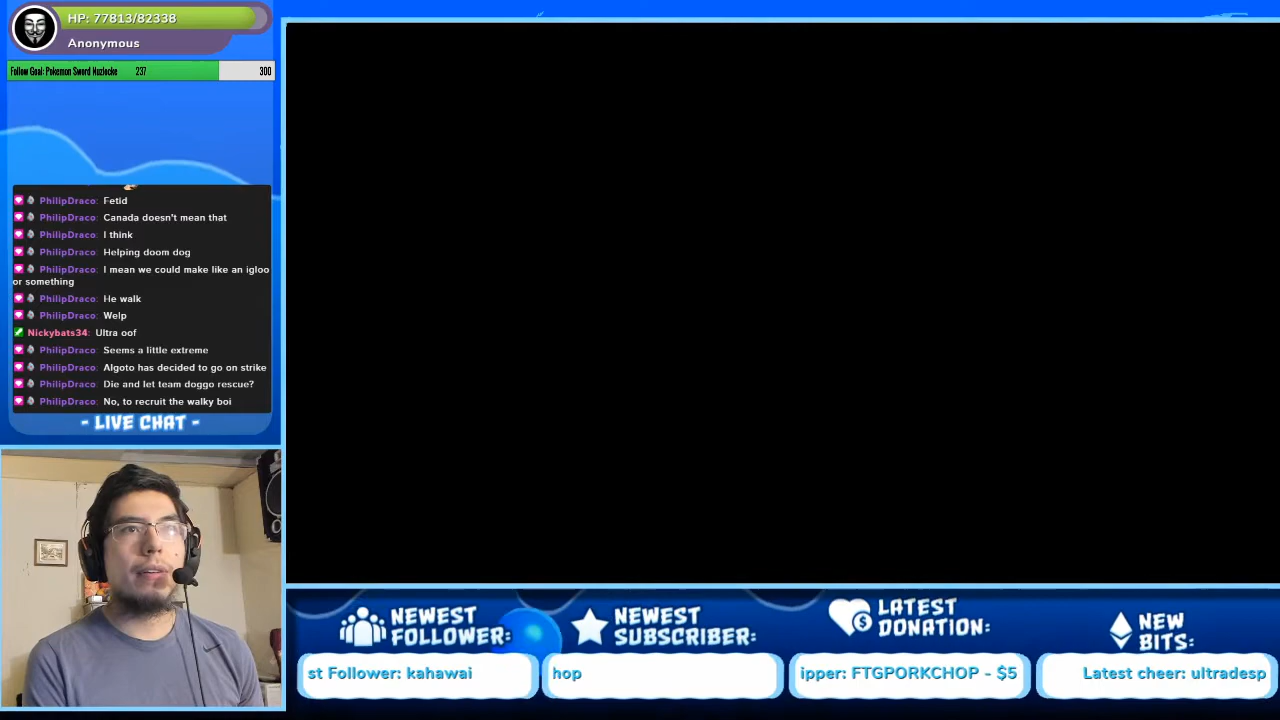 HP: 77813/82338
Anonymous
Follow Goal: Pokemon Sword Nuzlocke 237 300
PhilipDraco: Fetid
PhilipDraco: Canada doesn't mean that
PhilipDraco: I think
PhilipDraco: Helping doom dog
PhilipDraco: I mean we could make like an igloo
or something
PhilipDraco: He walk
PhilipDraco: Welp
Nickybats34: Ultra oof
PhilipDraco: Seems a little extreme
PhilipDraco: Algoto has decided to go on strike
PhilipDraco: Die and let team doggo rescue?
PhilipDraco: No, to recruit the walky boi
- LIVE CHAT -
NEWEST
FOLLOWER:
st Follower: kahawai
NEWEST
SUBSCRIBER:
hop
LATEST
DONATION:
ipper: FTGPORKCHOP - $5
NEW
BITS:
Latest cheer: ultradesp